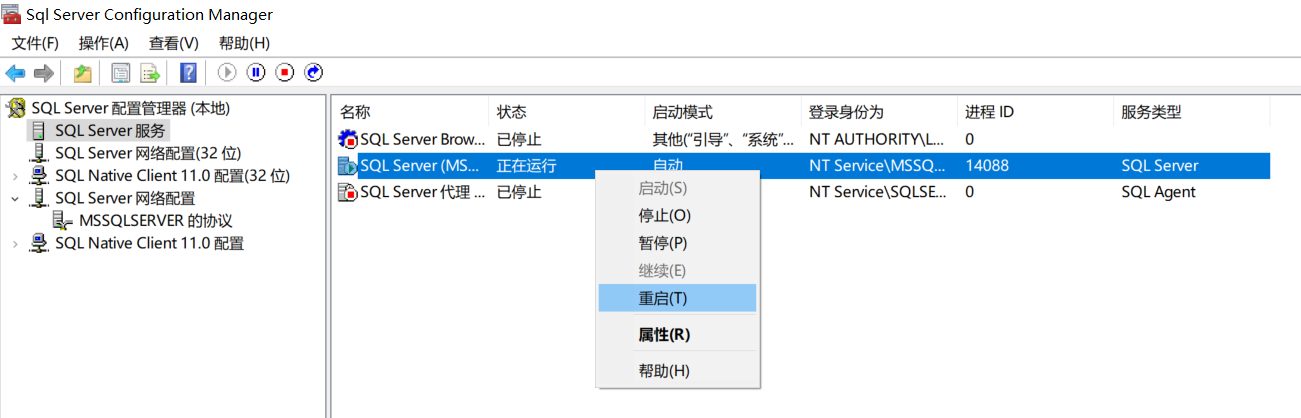 Sql Server Configuration Manager
文件(F) 操作(A) 查看(V) 帮助(H)
SQL Server 配置管理器 (本地)
SQL Server 服务
SQL Server 网络配置(32 位)
SQL Native Client 11.0 配置(32 位)
SQL Server 网络配置
MSSQLSERVER 的协议
SQL Native Client 11.0 配置
名称 状态 启动模式 登录身份为 进程 ID 服务类型
SQL Server Brow... 已停止 其他("引导"、"系统"... NT AUTHORITY\L... 0
SQL Server (MS... 正在运行 自动 NT Service\MSSQ... 14088 SQL Server
SQL Server 代理 ... 已停止 NT Service\SQLSE... 0 SQL Agent
启动(S)
停止(O)
暂停(P)
继续(E)
重启(T)
属性(R)
帮助(H)